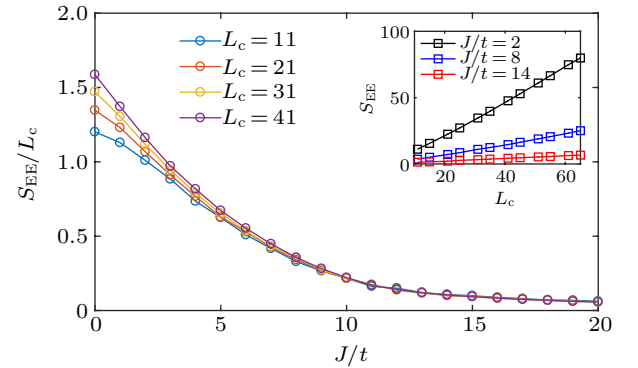 2.0
1.5
1.0
0.5
0
S_EE/L_c
0
5
10
15
20
J/t
L_c = 11
L_c = 21
L_c = 31
L_c = 41
100
50
0
S_EE
20
40
60
L_c
J/t = 2
J/t = 8
J/t = 14